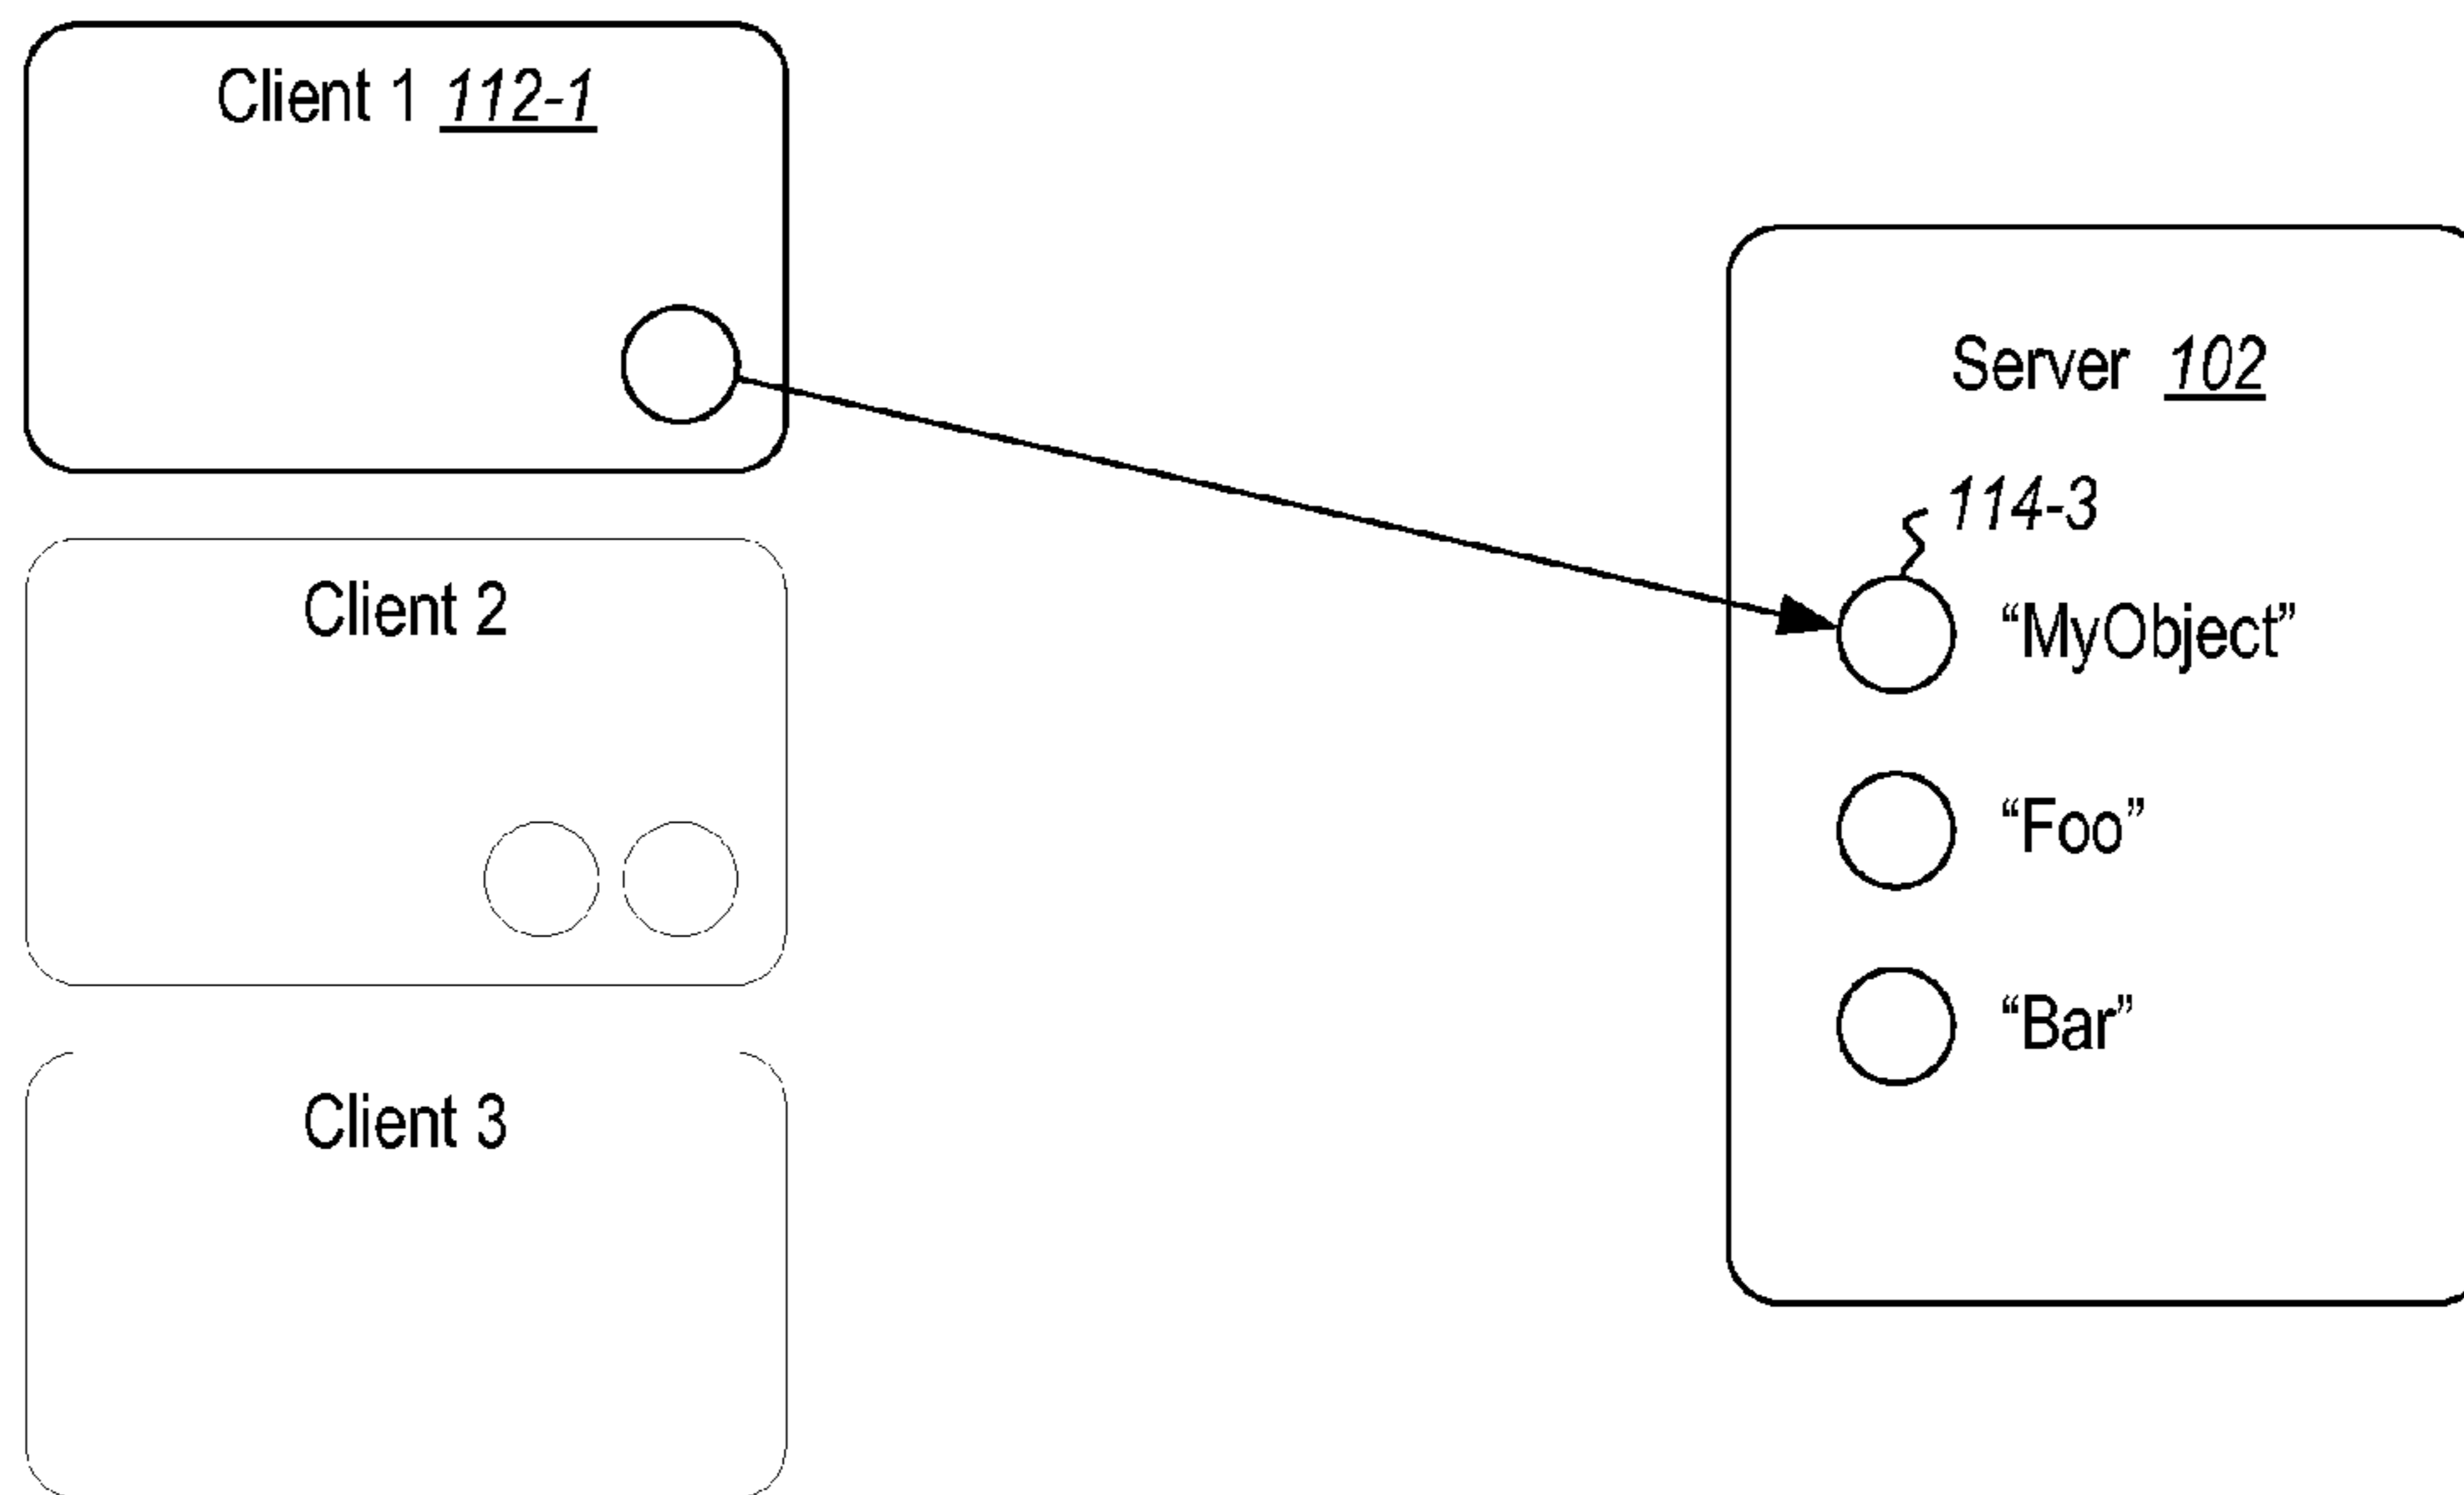 Client 1 112-1
Client 2
Client 3
Server 102
114-3
“MyObject”
“Foo”
“Bar”